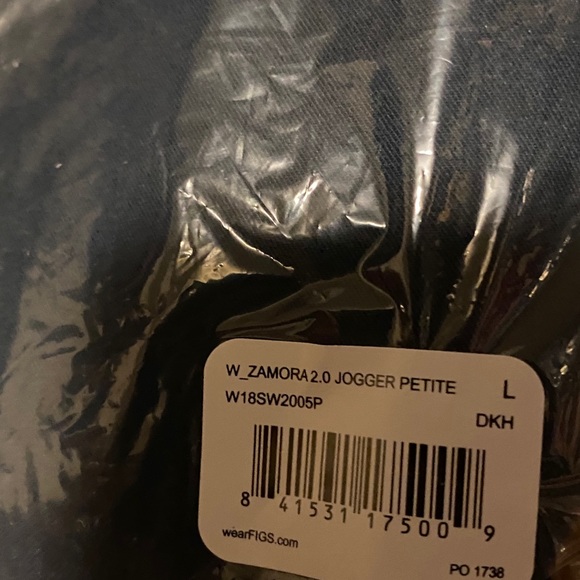 W_ZAMORA 2.0 JOGGER PETITE L
W18SW2005P
DKH
8 41531 17500 9
wearFIGS.com
PO 1738